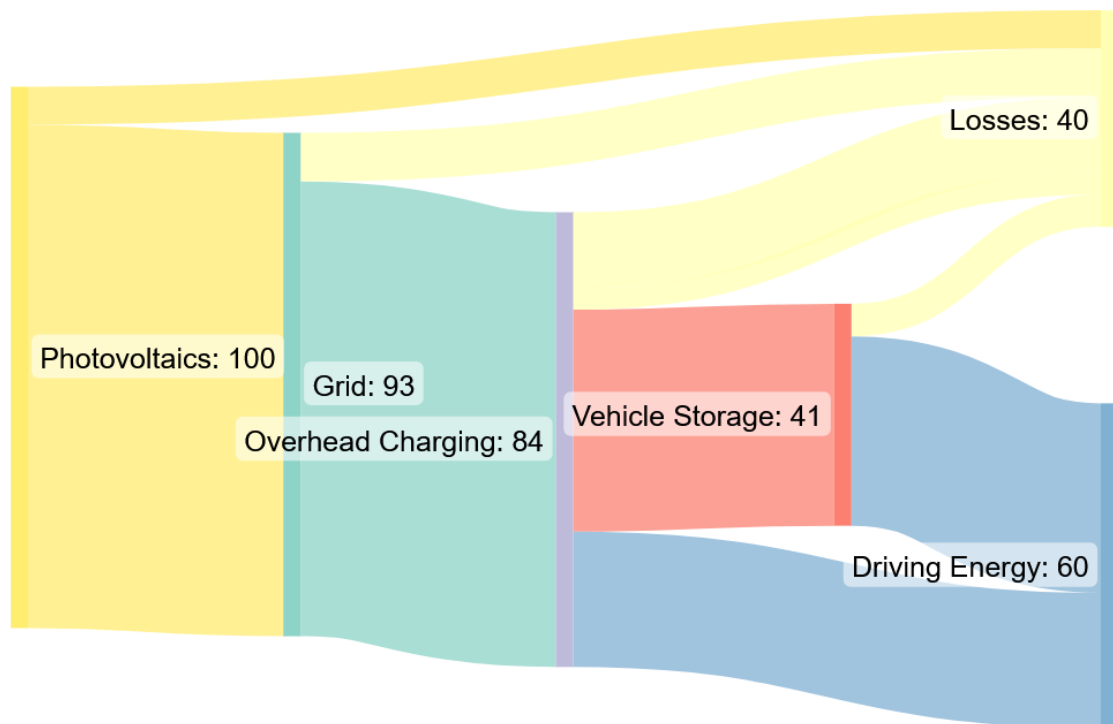 Losses: 40
Photovoltaics: 100
Grid: 93
Overhead Charging: 84
Vehicle Storage: 41
Driving Energy: 60